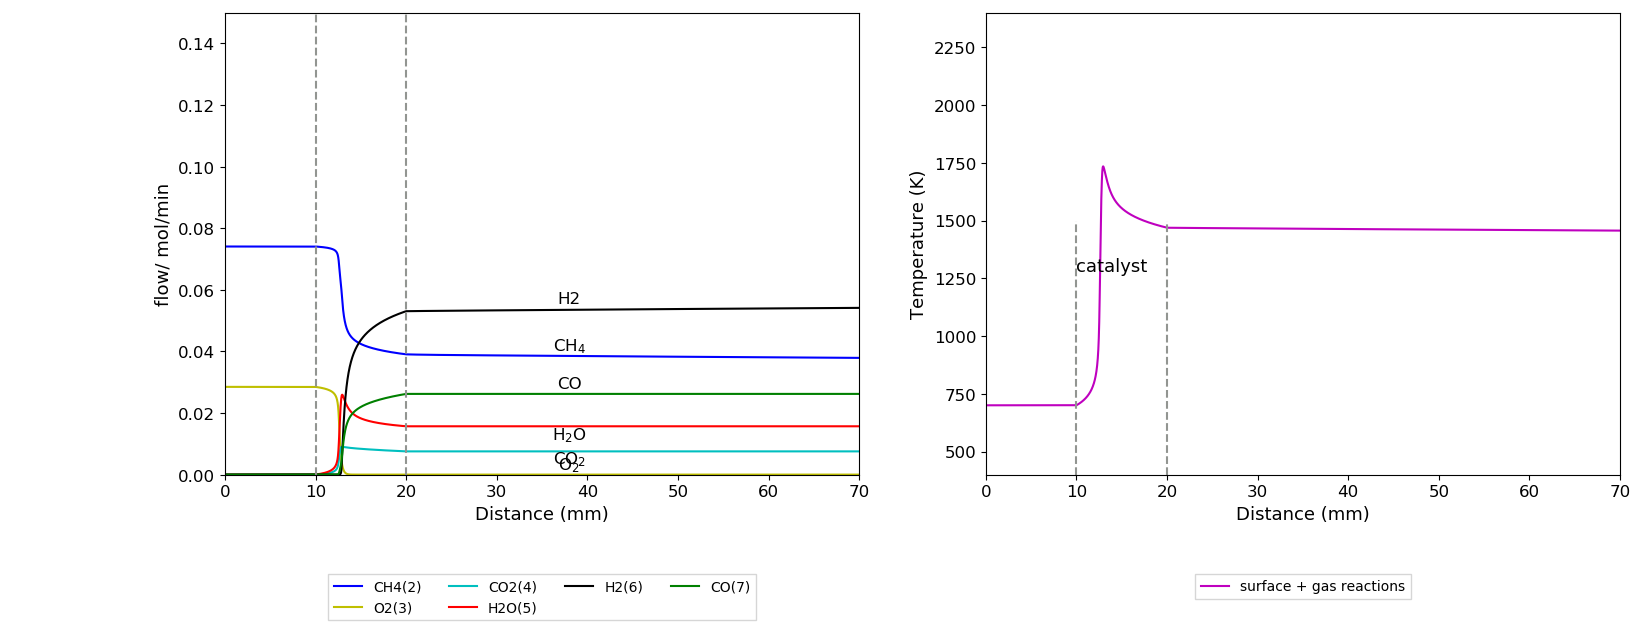 0.14
0.12
0.10
0.08
0.06
0.04
0.02
0.00
flow/ mol/min
H2
CH₄
CO
H₂O
CO₂
O₂
0 10 20 30 40 50 60 70
Distance (mm)
CH4(2) CO2(4) H2(6) CO(7)
O2(3) H2O(5)
2250
2000
1750
1500
1250
1000
750
500
Temperature (K)
catalyst
0 10 20 30 40 50 60 70
Distance (mm)
surface + gas reactions